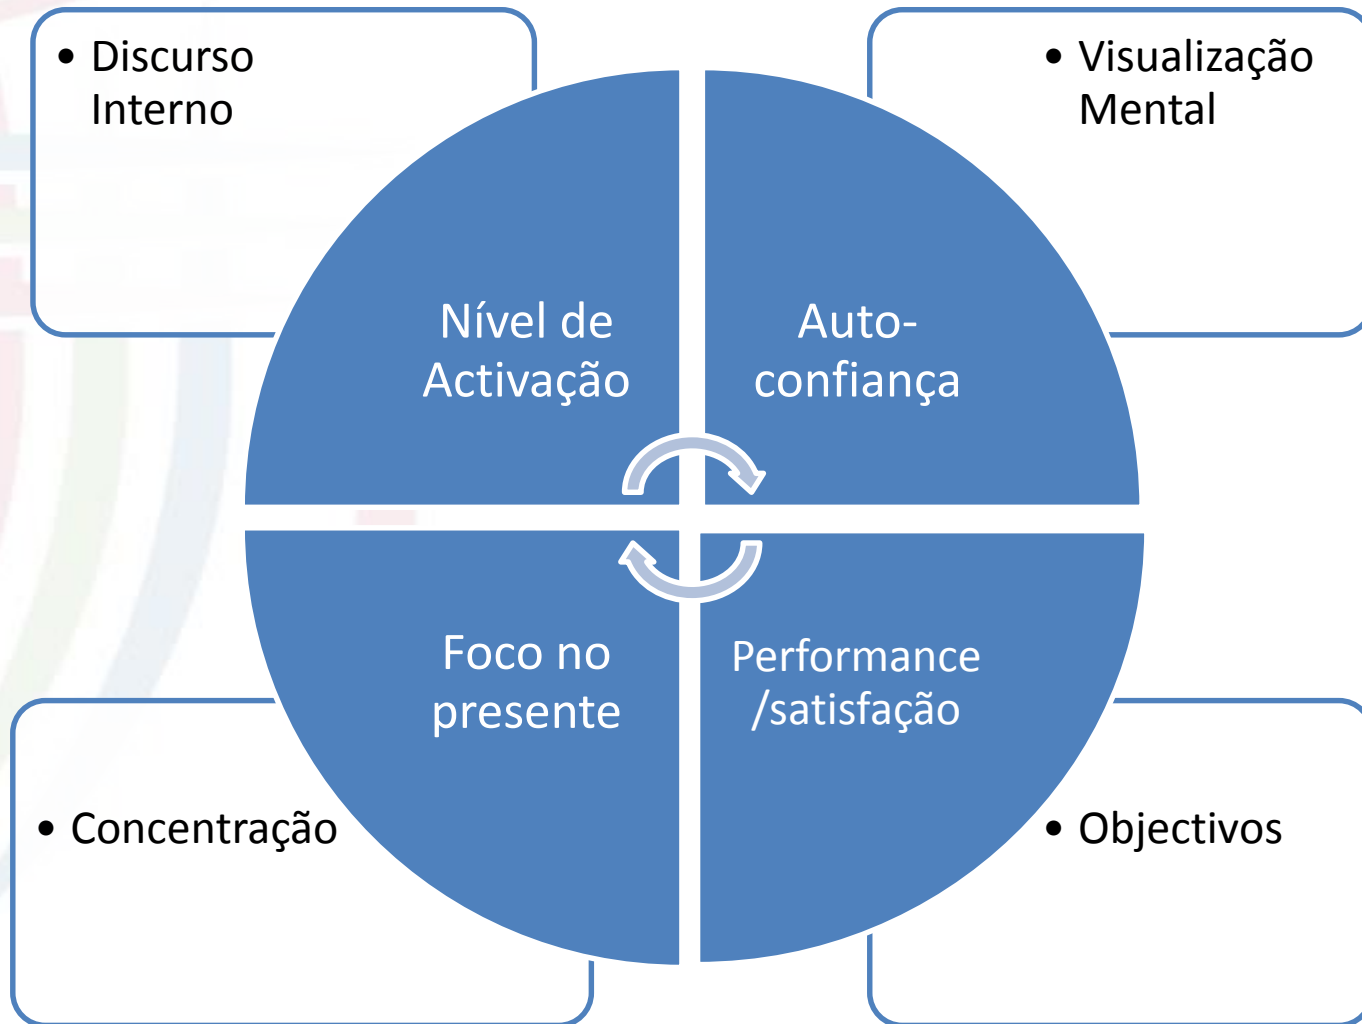 • Discurso
Interno
• Visualização
Mental
Nível de
Activação
Auto-
confiança
Foco no
presente
Performance
/satisfação
• Concentração
• Objectivos